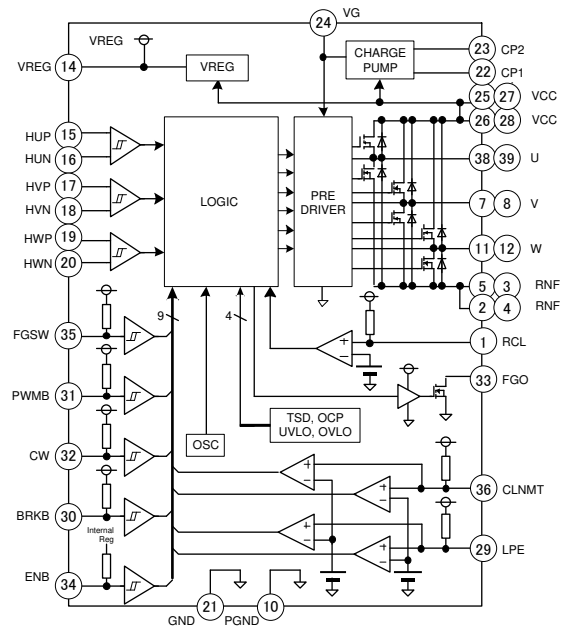 24 VG
VREG
VREG 14
VREG
CHARGE
PUMP
23 CP2
22 CP1
25 27 VCC
26 28 VCC
HUP 15
HUN 16
HVP 17
HVN 18
HWP 19
HWN 20
LOGIC
PRE
DRIVER
38 39 U
7 8 V
11 12 W
5 3 RNF
2 4 RNF
1 RCL
33 FGO
9
4
FGSW 35
PWMB 31
CW 32
BRKB 30
Internal
Reg
ENB 34
OSC
TSD, OCP
UVLO, OVLO
+
−
+
−
+
−
+
−
+
−
36 CLNMT
29 LPE
GND 21
PGND 10